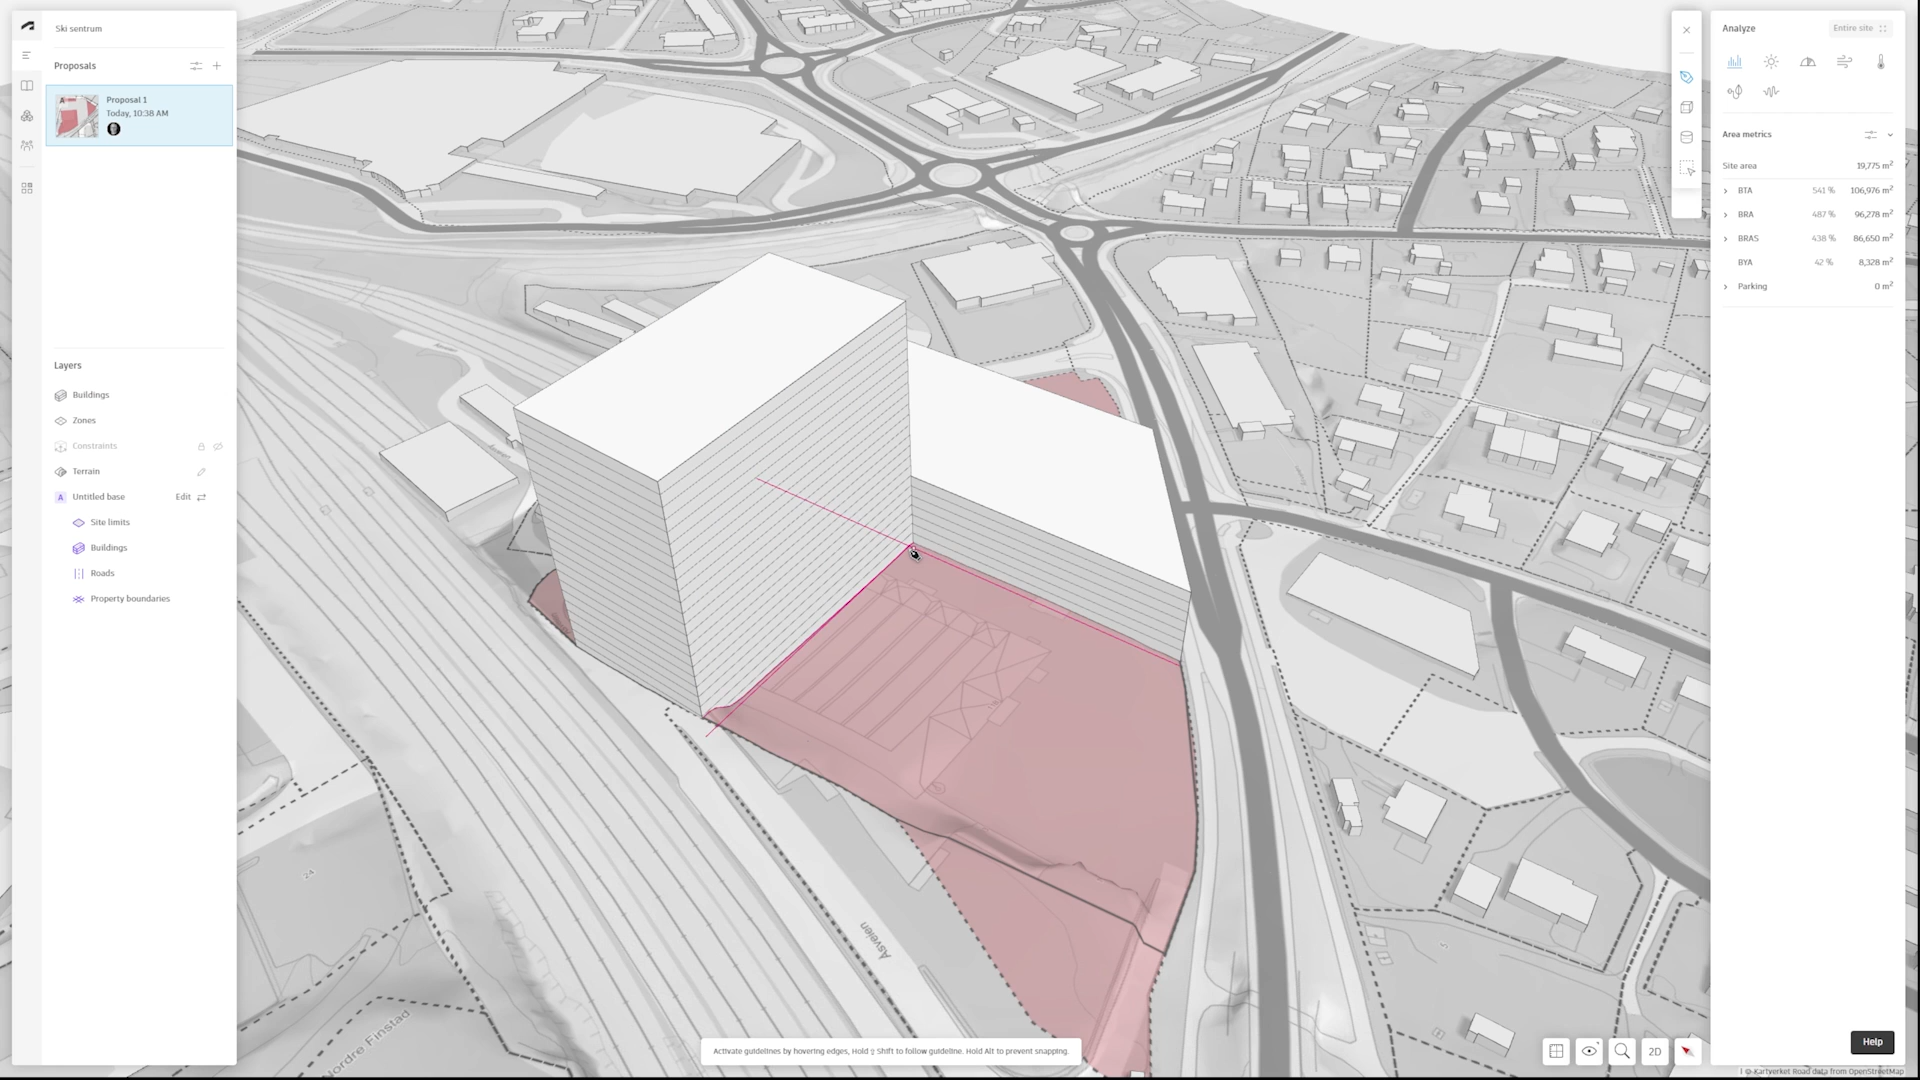 Ski sentrum
Proposals
Proposal 1
Today, 10:38 AM
Layers
Buildings
Zones
Constraints
Terrain
A Untitled base Edit
Site limits
Buildings
Roads
Property boundaries
24
Nordre Finstad
Åsveien
Activate guidelines by hovering edges, Hold ⇧ Shift to follow guideline. Hold Alt to prevent snapping.
2D
Analyze
Entire site
Area metrics
Site area 19,775 m²
BTA 541 % 106,976 m²
BRA 487 % 96,278 m²
BRAS 438 % 86,650 m²
BYA 42 % 8,328 m²
Parking 0 m²
Help
© Kartverket Road data from OpenStreetMap